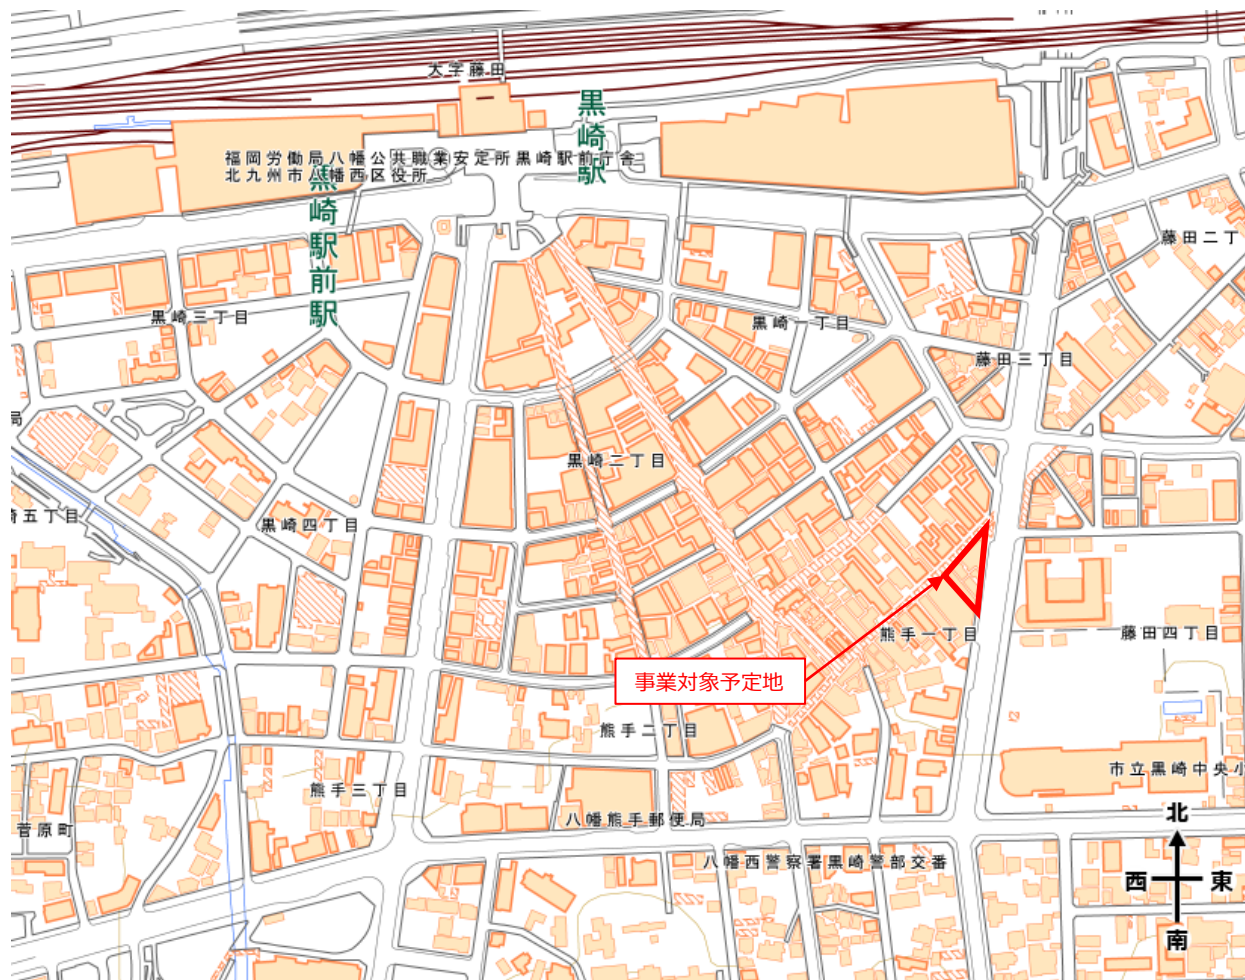 大字藤田
黒崎駅
福岡労働局八幡公共職業安定所黒崎駅前庁舎
北九州市八幡西区役所
黒崎駅前駅
藤田二丁
黒崎三丁目
黒崎一丁目
藤田三丁目
局
黒崎二丁目
崎五丁目
黒崎四丁目
熊手一丁目
藤田四丁目
事業対象予定地
熊手二丁目
市立黒崎中央小
熊手三丁目
八幡熊手郵便局
菅原町
八幡西警察署黒崎警部交番
北
西
東
南